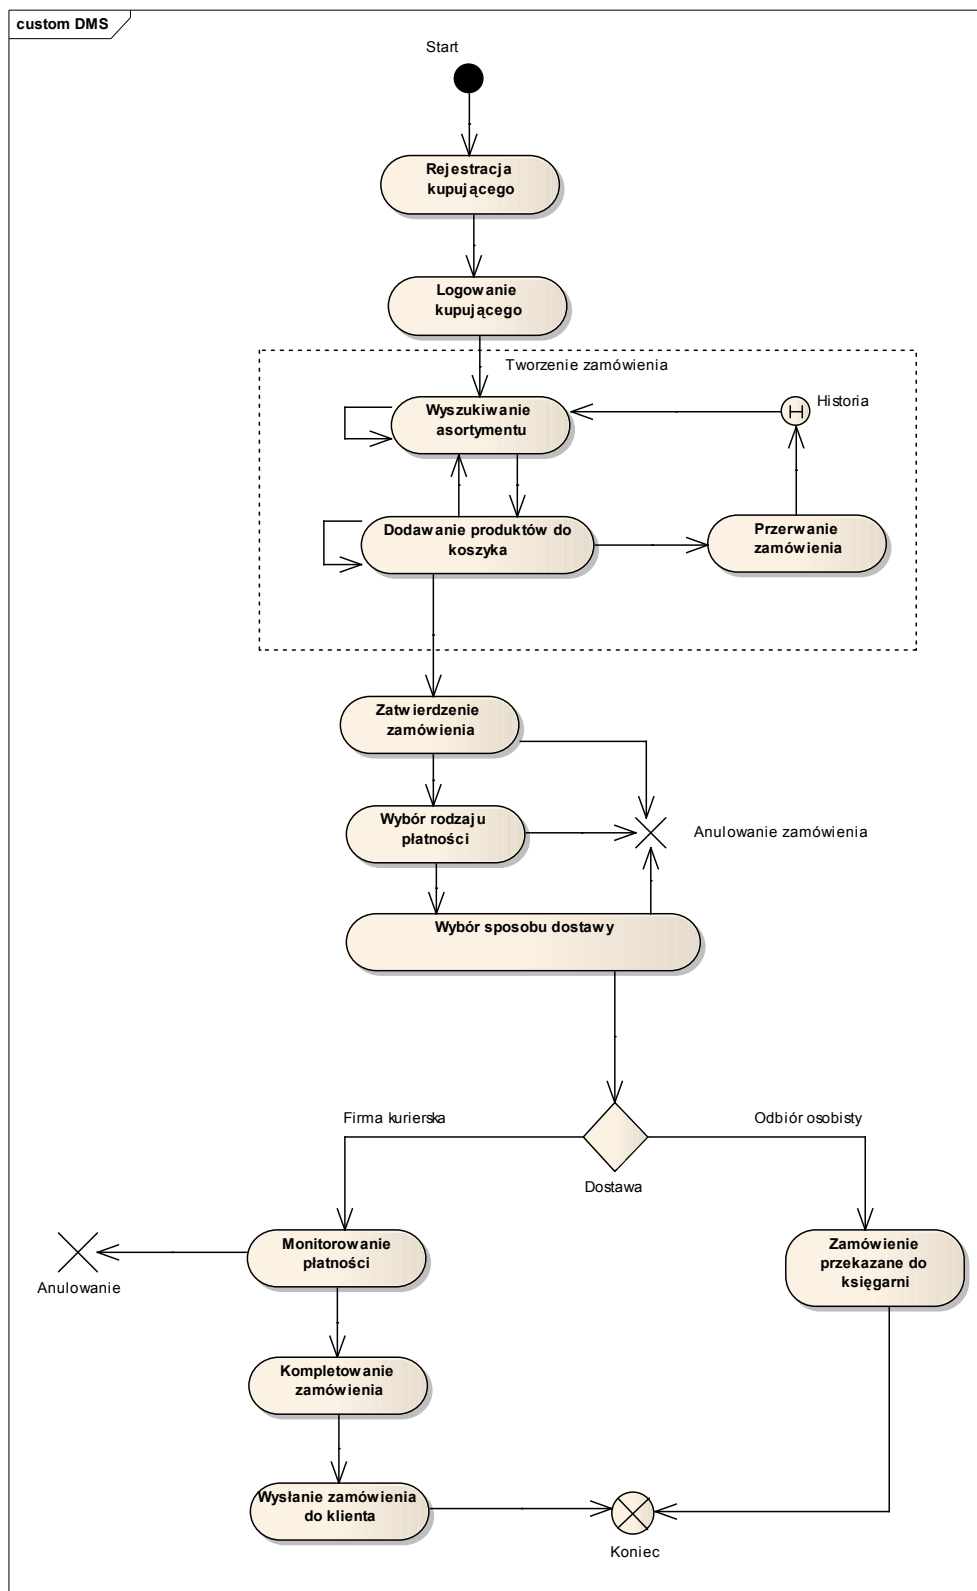 custom DMS
Start
Rejestracja
kupującego
Logowanie
kupującego
Tworzenie zamówienia
Wyszukiwanie
asortymentu
H
Historia
Dodawanie produktów do
koszyka
Przerwanie
zamówienia
Zatwierdzenie
zamówienia
Wybór rodzaju
płatności
Anulowanie zamówienia
Wybór sposobu dostawy
Firma kurierska
Odbiór osobisty
Dostawa
Monitorowanie
płatności
Anulowanie
Zamówienie
przekazane do
księgarni
Kompletowanie
zamówienia
Wysłanie zamówienia
do klienta
Koniec